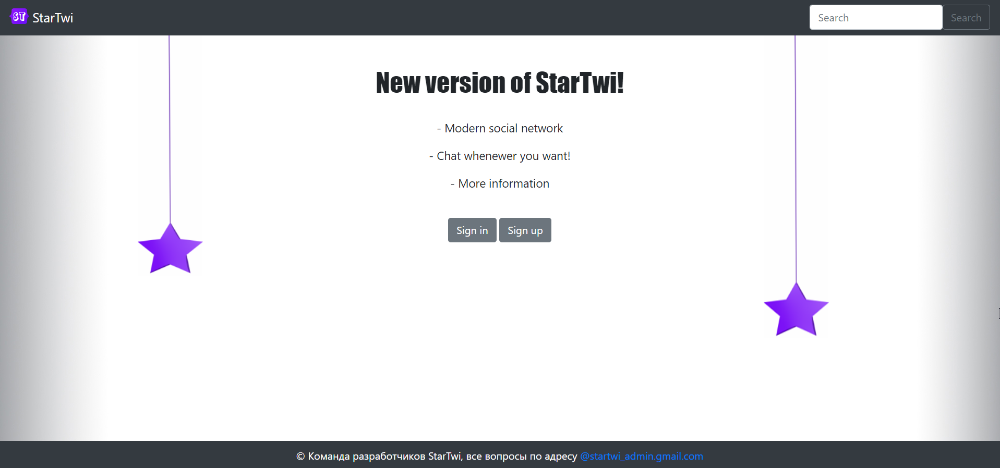 ST StarTwi
Search Search
New version of StarTwi!
- Modern social network
- Chat whenewer you want!
- More information
Sign in Sign up
© Команда разработчиков StarTwi, все вопросы по адресу @startwi_admin.gmail.com